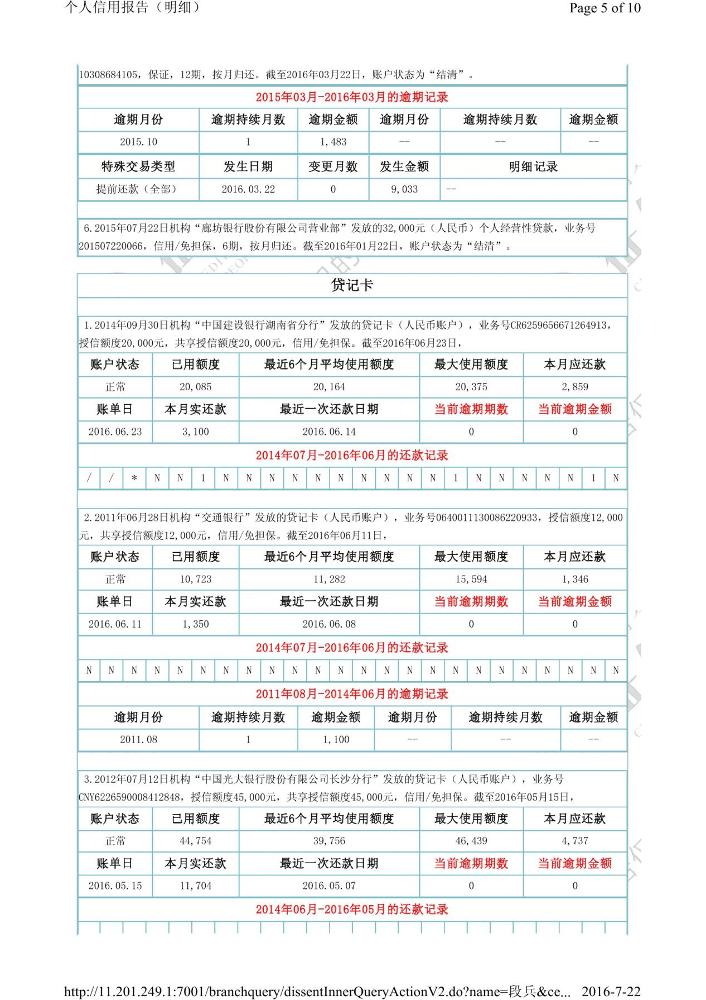 个人信用报告（明细）
Page 5 of 10
10308684105，保证，12期，按月归还。截至2016年03月22日，账户状态为“结清”。
2015年03月-2016年03月的逾期记录
逾期月份 逾期持续月数 逾期金额 逾期月份 逾期持续月数 逾期金额
2015.10 1 1,483 -- -- --
特殊交易类型 发生日期 变更月数 发生金额 明细记录
提前还款（全部） 2016.03.22 0 9,033 --
6.2015年07月22日机构“廊坊银行股份有限公司营业部”发放的32,000元（人民币）个人经营性贷款，业务号
201507220066，信用/免担保，6期，按月归还。截至2016年01月22日，账户状态为“结清”。
贷记卡
1.2014年09月30日机构“中国建设银行湖南省分行”发放的贷记卡（人民币账户），业务号CR6259656671264913，
授信额度20,000元，共享授信额度20,000元，信用/免担保。截至2016年06月23日，
账户状态 已用额度 最近6个月平均使用额度 最大使用额度 本月应还款
正常 20,085 20,164 20,375 2,859
账单日 本月实还款 最近一次还款日期 当前逾期期数 当前逾期金额
2016.06.23 3,100 2016.06.14 0 0
2014年07月-2016年06月的还款记录
/ / * N N 1 N N N N N N N N N N 1 N N N N N 1 N
2.2011年06月28日机构“交通银行”发放的贷记卡（人民币账户），业务号0640011130086220933，授信额度12,000
元，共享授信额度12,000元，信用/免担保。截至2016年06月11日，
账户状态 已用额度 最近6个月平均使用额度 最大使用额度 本月应还款
正常 10,723 11,282 15,594 1,346
账单日 本月实还款 最近一次还款日期 当前逾期期数 当前逾期金额
2016.06.11 1,350 2016.06.08 0 0
2014年07月-2016年06月的还款记录
N N N N N N N N N N N N N N N N N N N N N N N N
2011年08月-2014年06月的逾期记录
逾期月份 逾期持续月数 逾期金额 逾期月份 逾期持续月数 逾期金额
2011.08 1 1,100 -- -- --
3.2012年07月12日机构“中国光大银行股份有限公司长沙分行”发放的贷记卡（人民币账户），业务号
CNY6226590008412848，授信额度45,000元，共享授信额度45,000元，信用/免担保。截至2016年05月15日，
账户状态 已用额度 最近6个月平均使用额度 最大使用额度 本月应还款
正常 44,754 39,756 46,439 4,737
账单日 本月实还款 最近一次还款日期 当前逾期期数 当前逾期金额
2016.05.15 11,704 2016.05.07 0 0
2014年06月-2016年05月的还款记录
http://11.201.249.1:7001/branchquery/dissentInnerQueryActionV2.do?name=段兵&ce... 2016-7-22